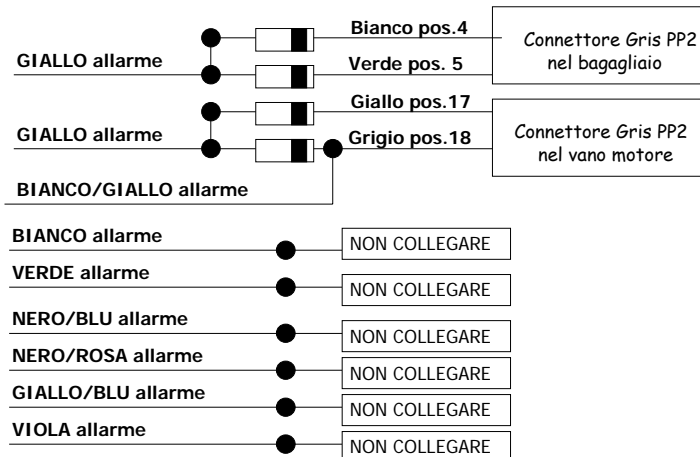 Bianco pos.4
GIALLO allarme
Verde pos. 5
Connettore Gris PP2
nel bagagliaio
Giallo pos.17
GIALLO allarme
Grigio pos.18
Connettore Gris PP2
nel vano motore
BIANCO/GIALLO allarme
BIANCO allarme
NON COLLEGARE
VERDE allarme
NON COLLEGARE
NERO/BLU allarme
NON COLLEGARE
NERO/ROSA allarme
NON COLLEGARE
GIALLO/BLU allarme
NON COLLEGARE
VIOLA allarme
NON COLLEGARE